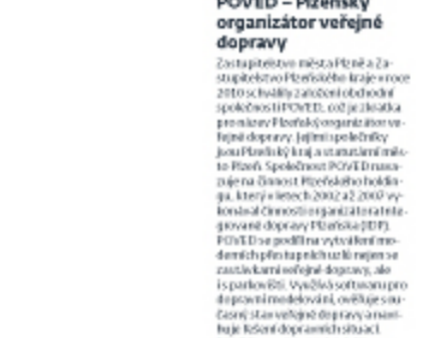 POVED – Plzeňský
organizátor veřejné
dopravy
Zastupitelstvo města Plzně a Za-
stupitelstvo Plzeňského kraje v roce
2010 schválily založení obchodní
společnosti POVED, což je zkratka
pro název Plzeňský organizátor ve-
řejné dopravy. Jejími společníky
jsou Plzeňský kraj a statutární měs-
to Plzeň. Společnost POVED nava-
zuje na činnost Plzeňského holdin-
gu, který v letech 2002 až 2007 vy-
konával činnosti organizátora Inte-
grované dopravy Plzeňska (IDP).
POVED se podílí na vytváření mo-
derních přestupních uzlů nejen se
zastávkami veřejné dopravy, ale
i s parkovišti. Využívá softwaru pro
dopravní modelování, ověřuje sou-
časný stav veřejné dopravy a navr-
huje řešení dopravních situací.